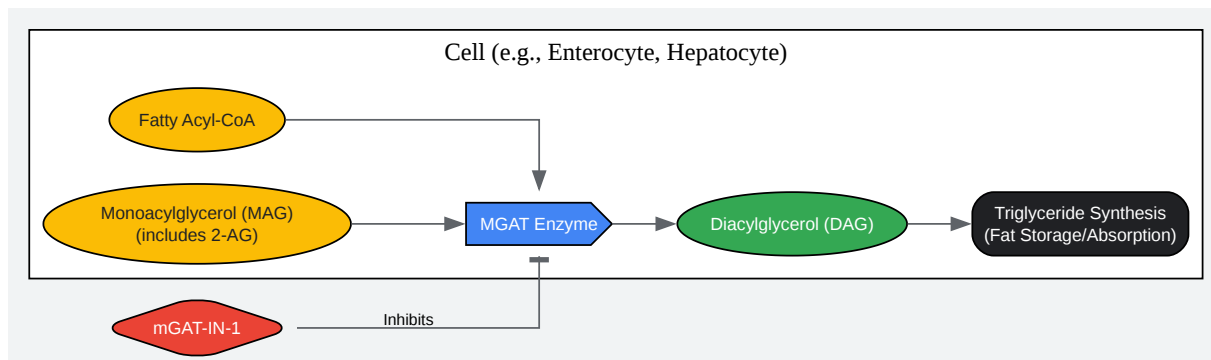 Cell (e.g., Enterocyte, Hepatocyte)
Fatty Acyl-CoA
Monoacylglycerol (MAG)
(includes 2-AG)
MGAT Enzyme
Diacylglycerol (DAG)
Triglyceride Synthesis
(Fat Storage/Absorption)
mGAT-IN-1
Inhibits